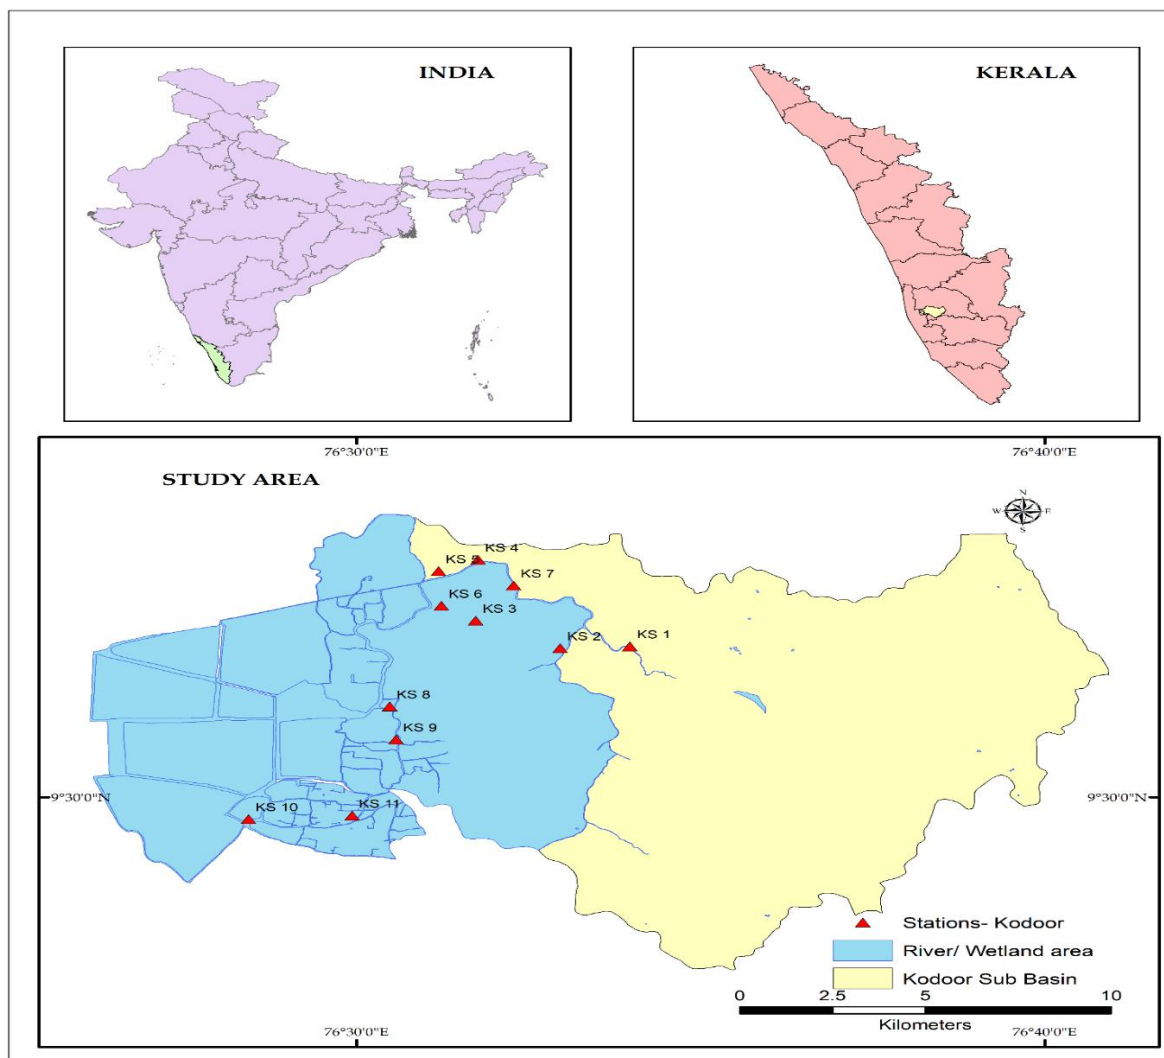 INDIA
KERALA
76°30'0"E
76°40'0"E
STUDY AREA
N
W E
S
KS 4
KS 5
KS 7
KS 6
KS 3
KS 2
KS 1
KS 8
KS 9
9°30'0"N
9°30'0"N
KS 10
KS 11
Stations- Kodoor
River/ Wetland area
Kodoor Sub Basin
0 2.5 5 10
Kilometers
76°30'0"E
76°40'0"E